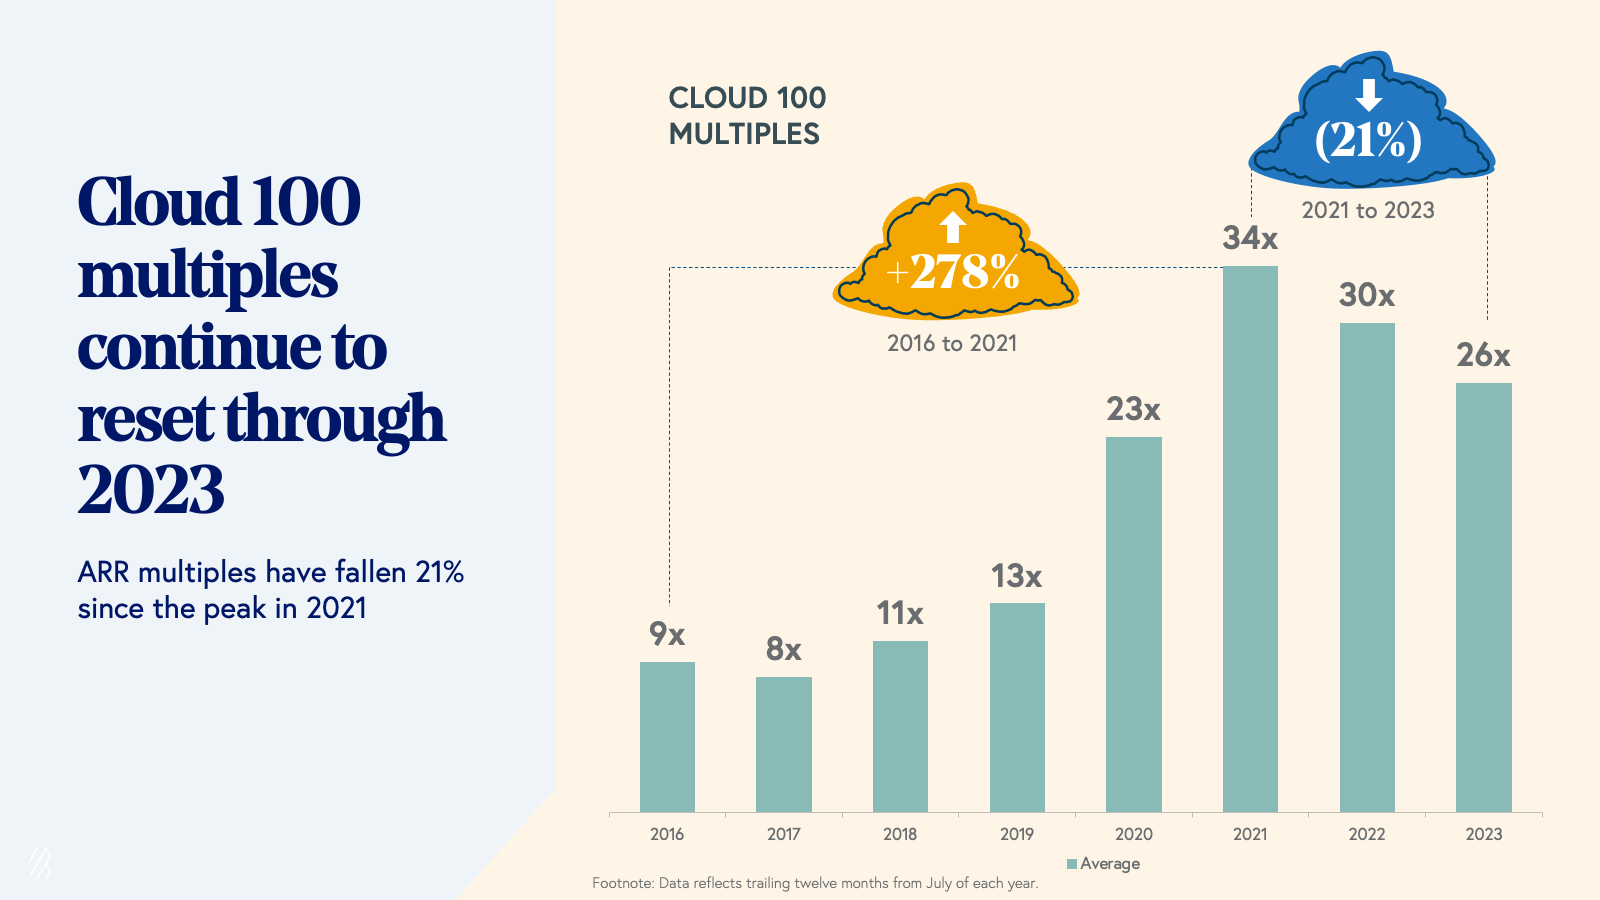 Cloud 100
multiples
continue to
reset through
2023
ARR multiples have fallen 21%
since the peak in 2021
CLOUD 100
MULTIPLES
(21%)
2021 to 2023
+278%
2016 to 2021
9x
8x
11x
13x
23x
34x
30x
26x
2016 2017 2018 2019 2020 2021 2022 2023
Average
Footnote: Data reflects trailing twelve months from July of each year.